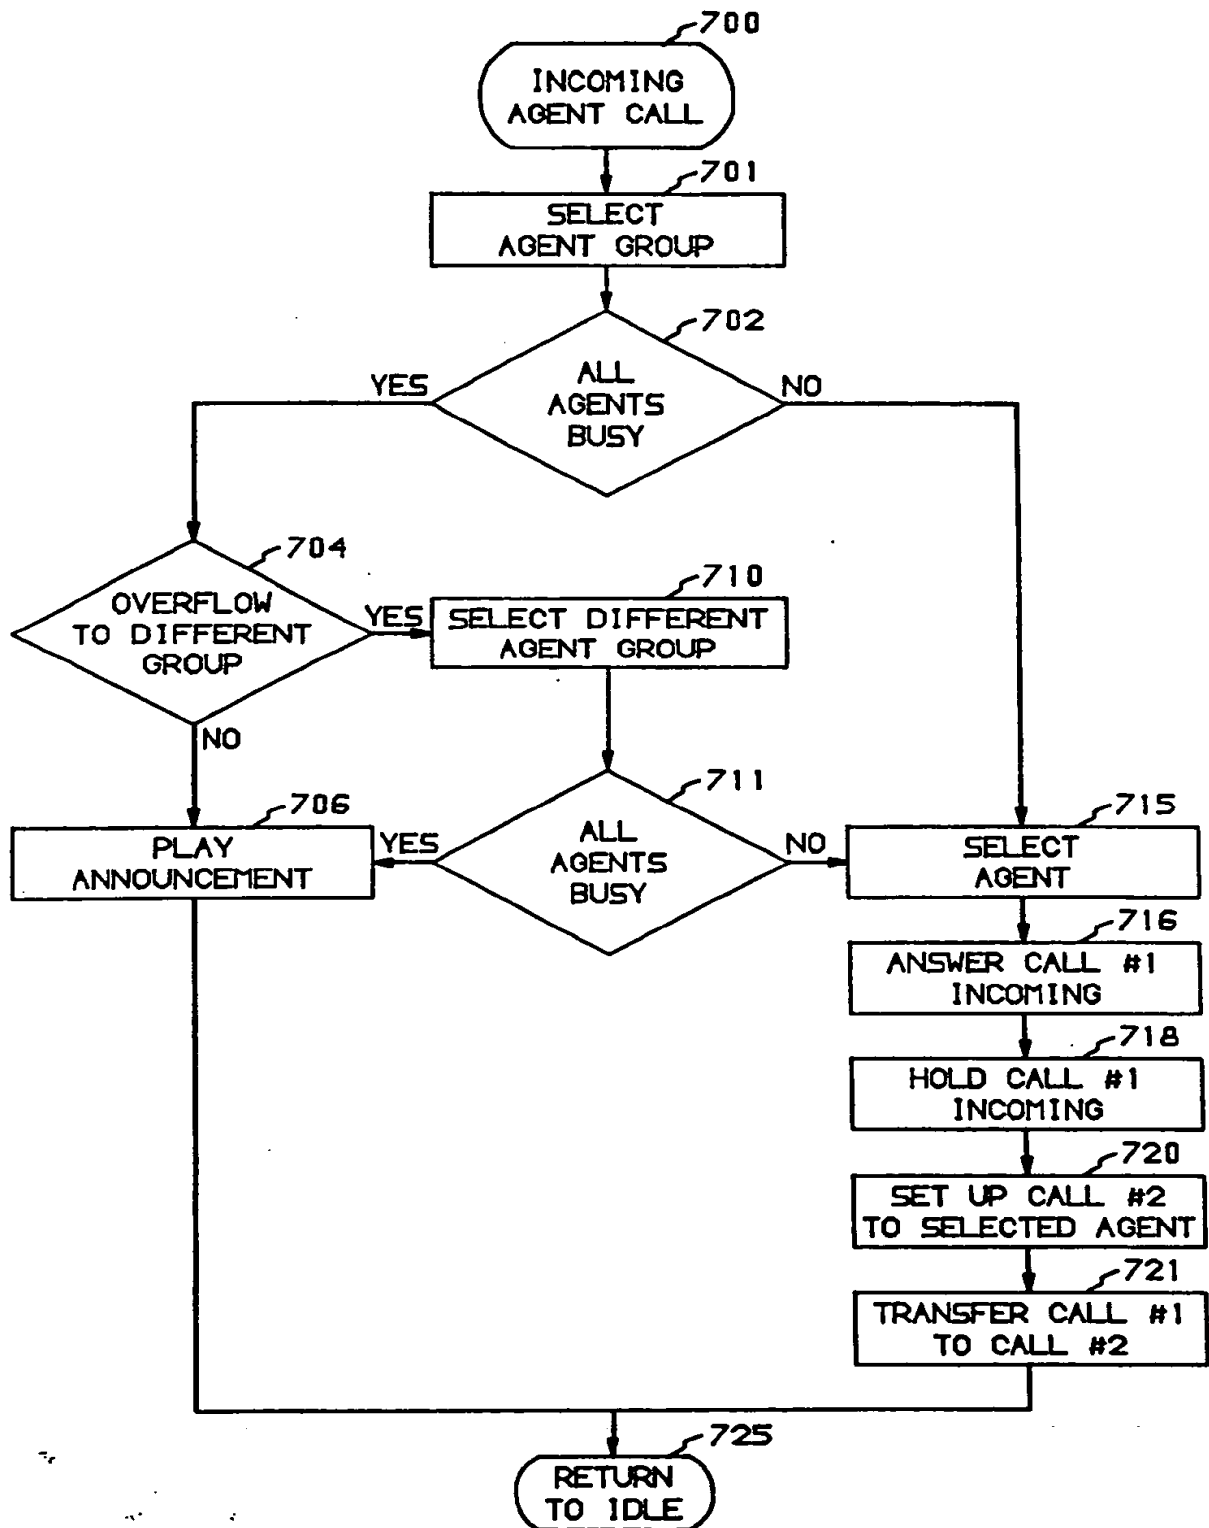 700
INCOMING
AGENT CALL
701
SELECT
AGENT GROUP
702
ALL
AGENTS
BUSY
YES
NO
704
OVERFLOW
TO DIFFERENT
GROUP
YES
NO
710
SELECT DIFFERENT
AGENT GROUP
711
ALL
AGENTS
BUSY
YES
NO
706
PLAY
ANNOUNCEMENT
715
SELECT
AGENT
716
ANSWER CALL #1
INCOMING
718
HOLD CALL #1
INCOMING
720
SET UP CALL #2
TO SELECTED AGENT
721
TRANSFER CALL #1
TO CALL #2
725
RETURN
TO IDLE